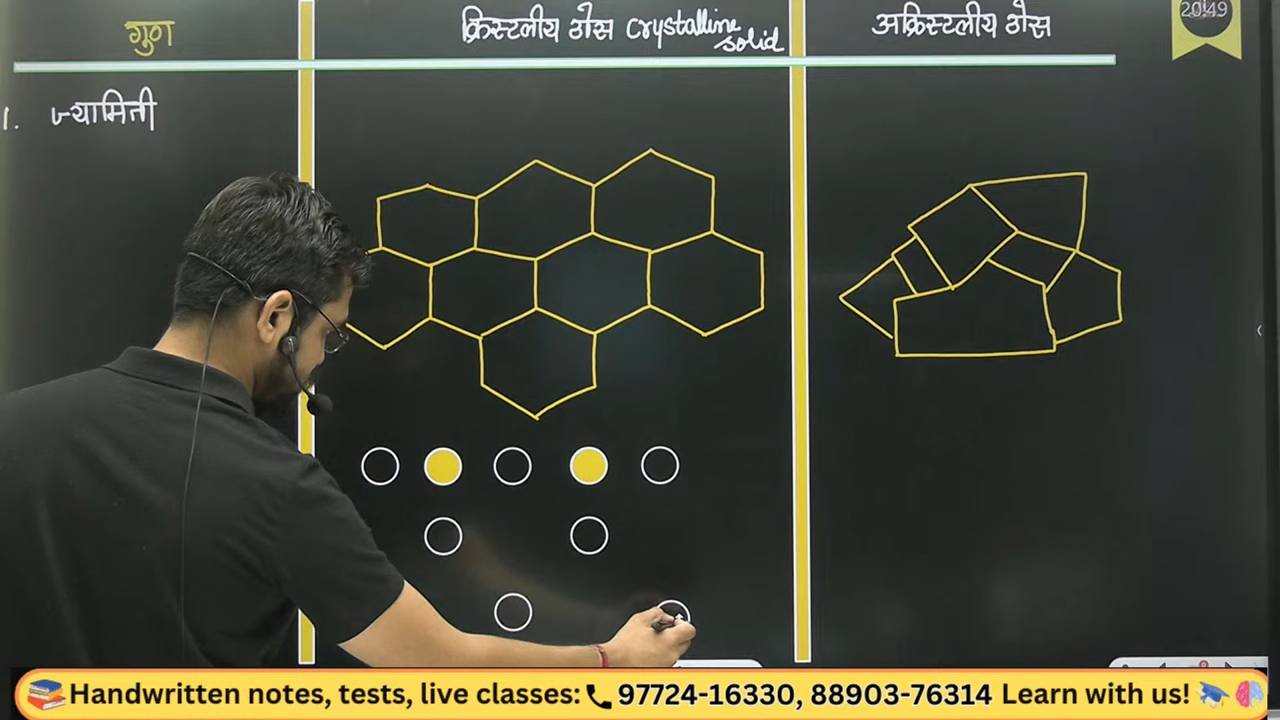 गुण
क्रिस्टलीय ठोस Crystalline solid
अक्रिस्टलीय ठोस
20:49
1. ज्यामिती
Handwritten notes, tests, live classes: 97724-16330, 88903-76314 Learn with us!